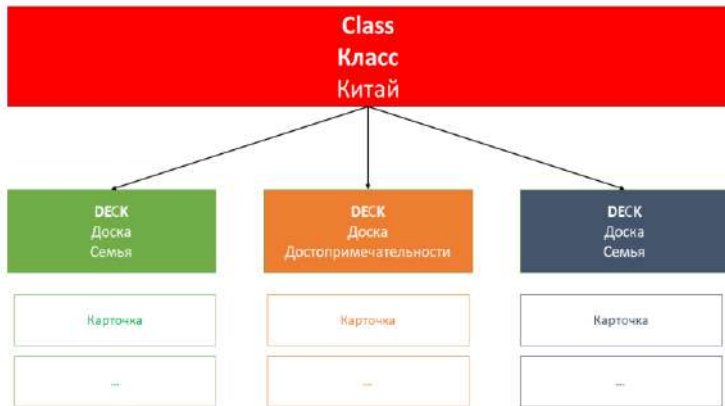 Class
Класс
Китай
DECK
Доска
Семья
DECK
Доска
Достопримечательности
DECK
Доска
Семья
Карточка
Карточка
Карточка
...
...
...